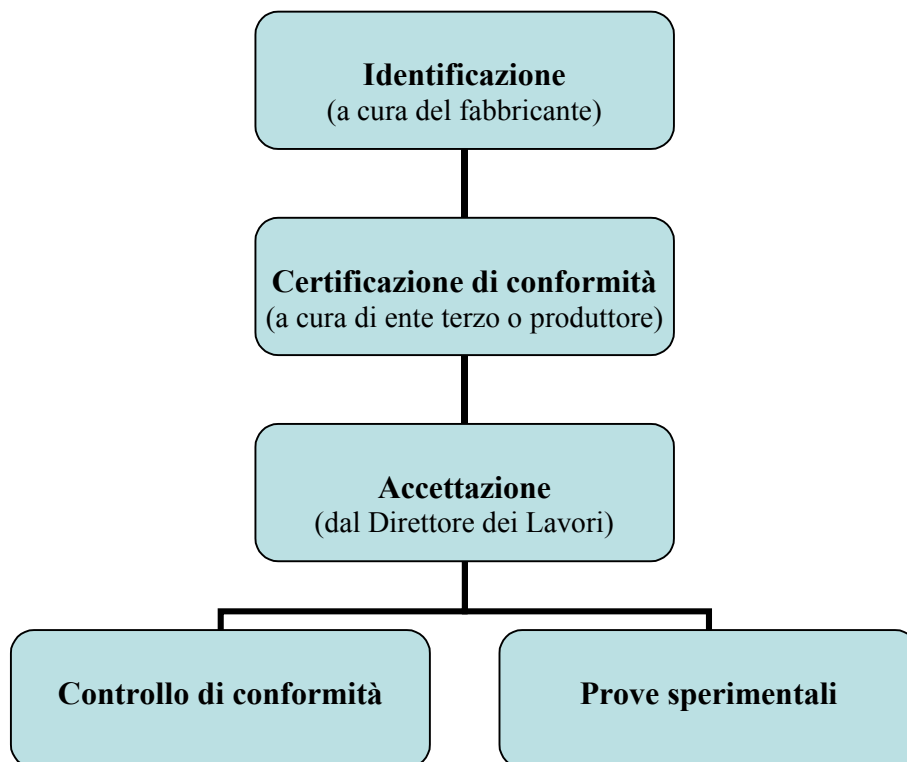 Identificazione
(a cura del fabbricante)
Certificazione di conformità
(a cura di ente terzo o produttore)
Accettazione
(dal Direttore dei Lavori)
Controllo di conformità
Prove sperimentali